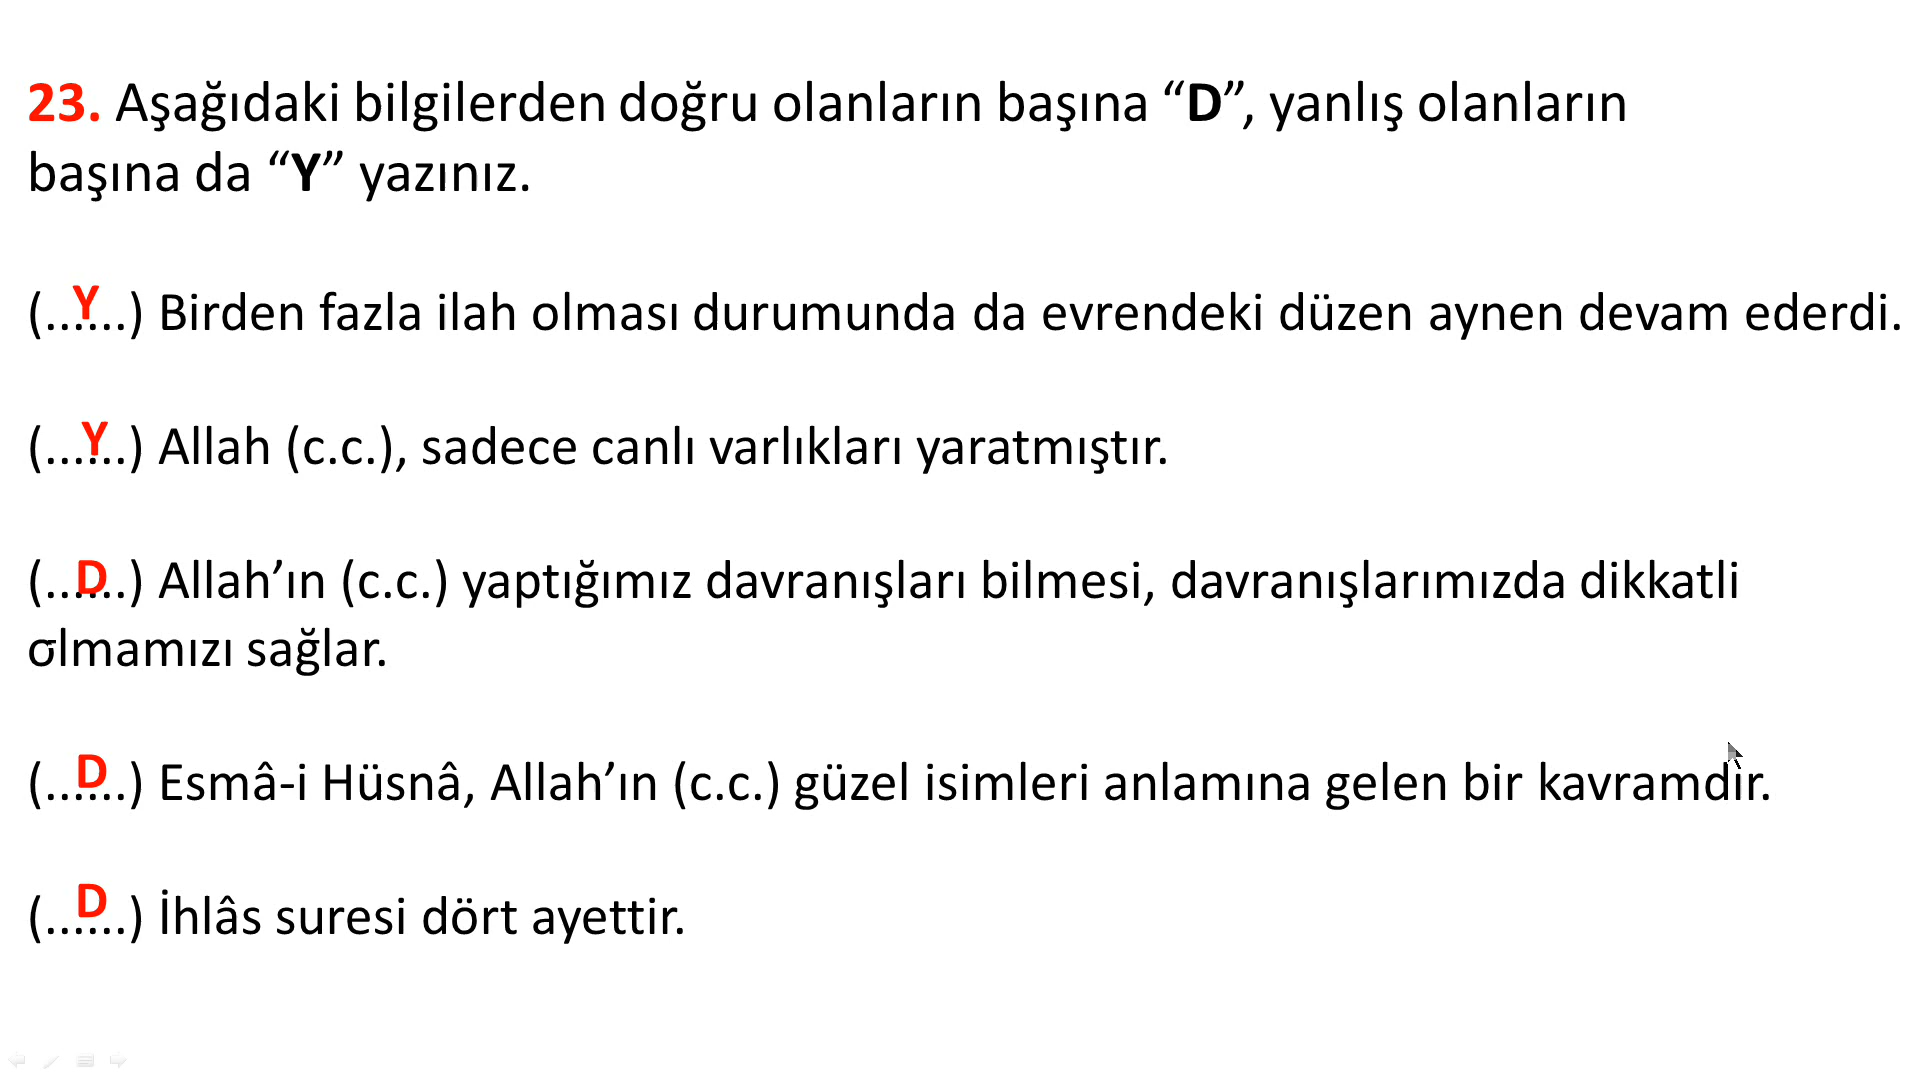 23. Aşağıdaki bilgilerden doğru olanların başına “D”, yanlış olanların
başına da “Y” yazınız.
(...Y...) Birden fazla ilah olması durumunda da evrendeki düzen aynen devam ederdi.
(...Y...) Allah (c.c.), sadece canlı varlıkları yaratmıştır.
(...D...) Allah’ın (c.c.) yaptığımız davranışları bilmesi, davranışlarımızda dikkatli
olmamızı sağlar.
(...D...) Esmâ-i Hüsnâ, Allah’ın (c.c.) güzel isimleri anlamına gelen bir kavramdır.
(...D...) İhlâs suresi dört ayettir.